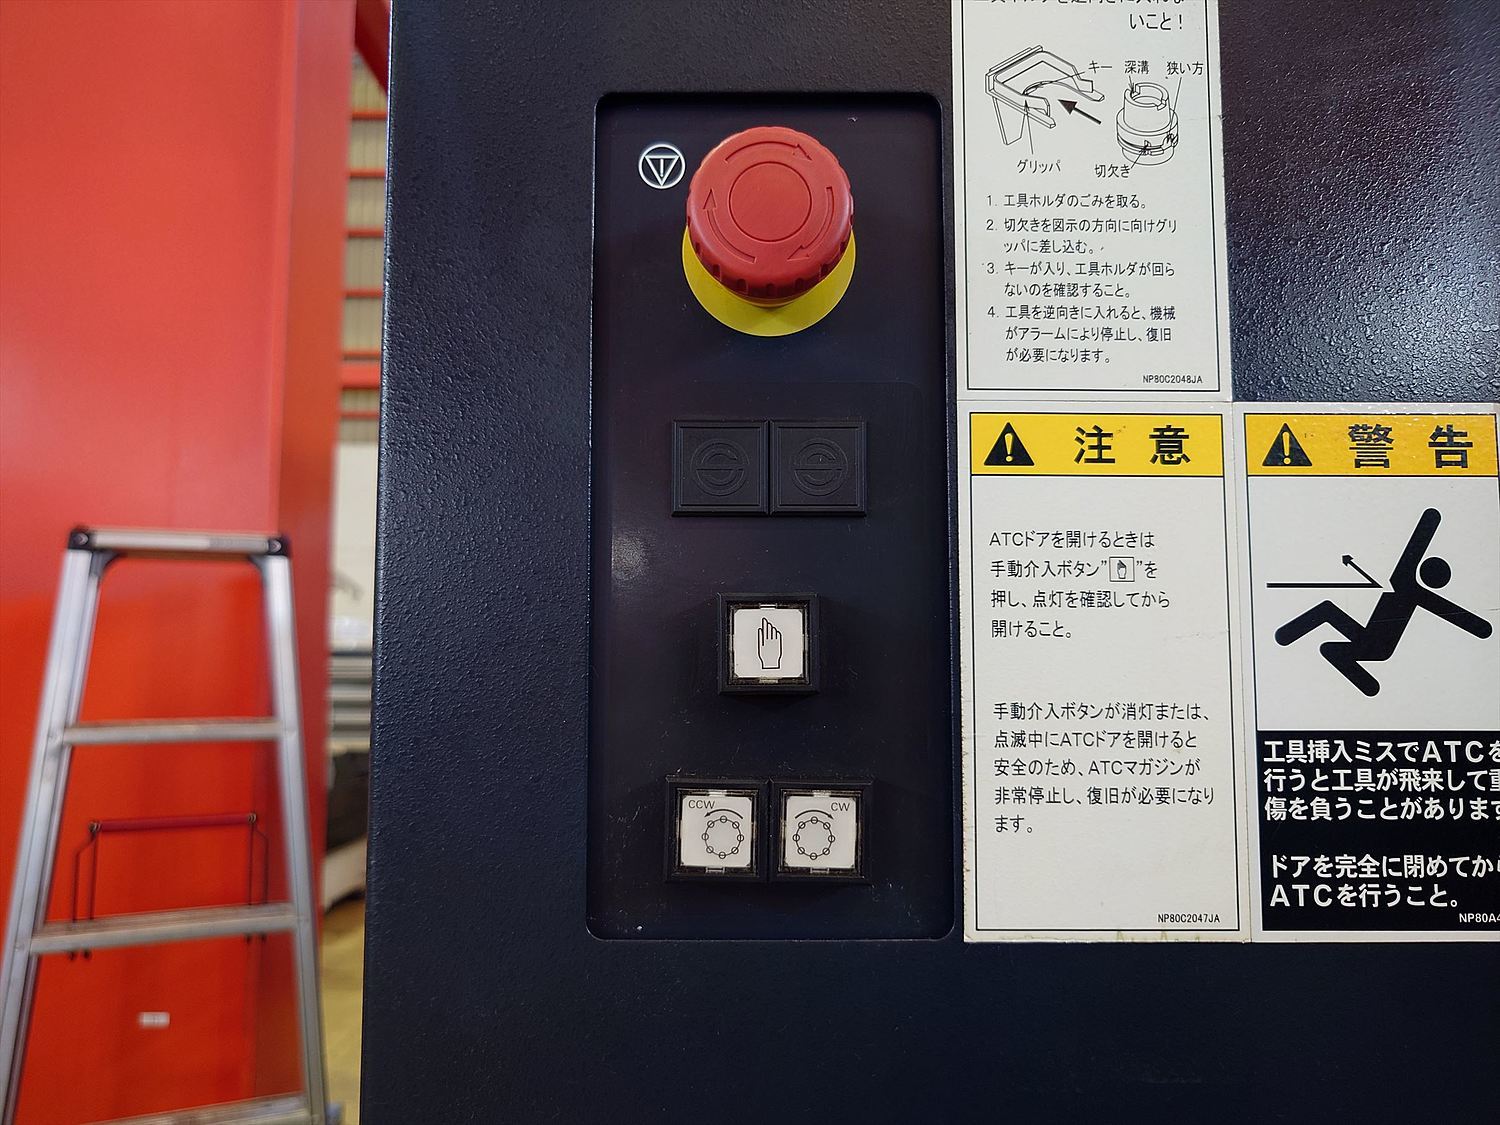 いこと！
キー 深溝 狭い方
グリッパ 切欠き
1. 工具ホルダのごみを取る。
2. 切欠きを図示の方向に向けグリ
ッパに差し込む。
3. キーが入り、工具ホルダが回ら
ないのを確認すること。
4. 工具を逆向きに入れると、機械
がアラームにより停止し、復旧
が必要になります。
NP80C2048JA
注意
ATCドアを開けるときは
手動介入ボタン” ”を
押し、点灯を確認してから
開けること。
手動介入ボタンが消灯または、
点滅中にATCドアを開けると
安全のため、ATCマガジンが
非常停止し、復旧が必要になり
ます。
NP80C2047JA
警告
工具挿入ミスでATCを
行うと工具が飛来して重
傷を負うことがあります
ドアを完全に閉めてから
ATCを行うこと。
NP80A4
CCW
CW